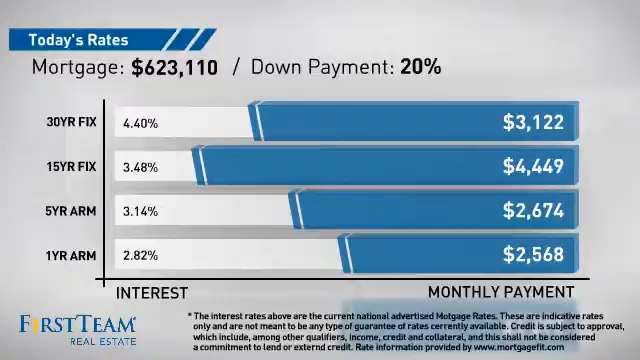 Today's Rates
Mortgage: $623,110 / Down Payment: 20%
30YR FIX 4.40% $3,122
15YR FIX 3.48% $4,449
5YR ARM 3.14% $2,674
1YR ARM 2.82% $2,568
INTEREST MONTHLY PAYMENT
FIRSTTEAM®
REAL ESTATE
* The interest rates above are the current national advertised Motgage Rates. These are indicative rates
only and are not meant to be any type of guarantee of rates cerrently available. Credit is subject to approval,
which include, among other qualifiers, income, credit and collateral, and this shall not be considered
a commitment to lend or externd credit. Rate information provided by www.mortgagefit.com